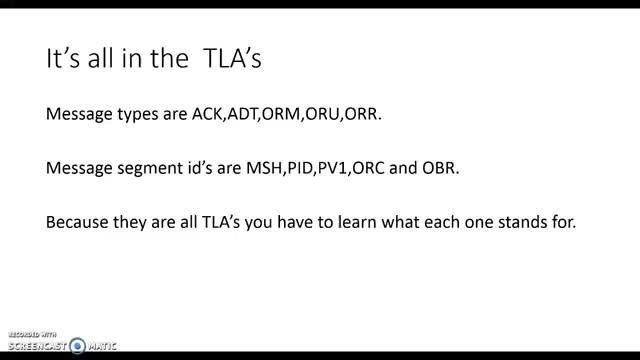 It's all in the  TLA's
Message types are ACK,ADT,ORM,ORU,ORR.
Message segment id's are MSH,PID,PV1,ORC and OBR.
Because they are all TLA's you have to learn what each one stands for.
RECORDED WITH
SCREENCAST MATIC